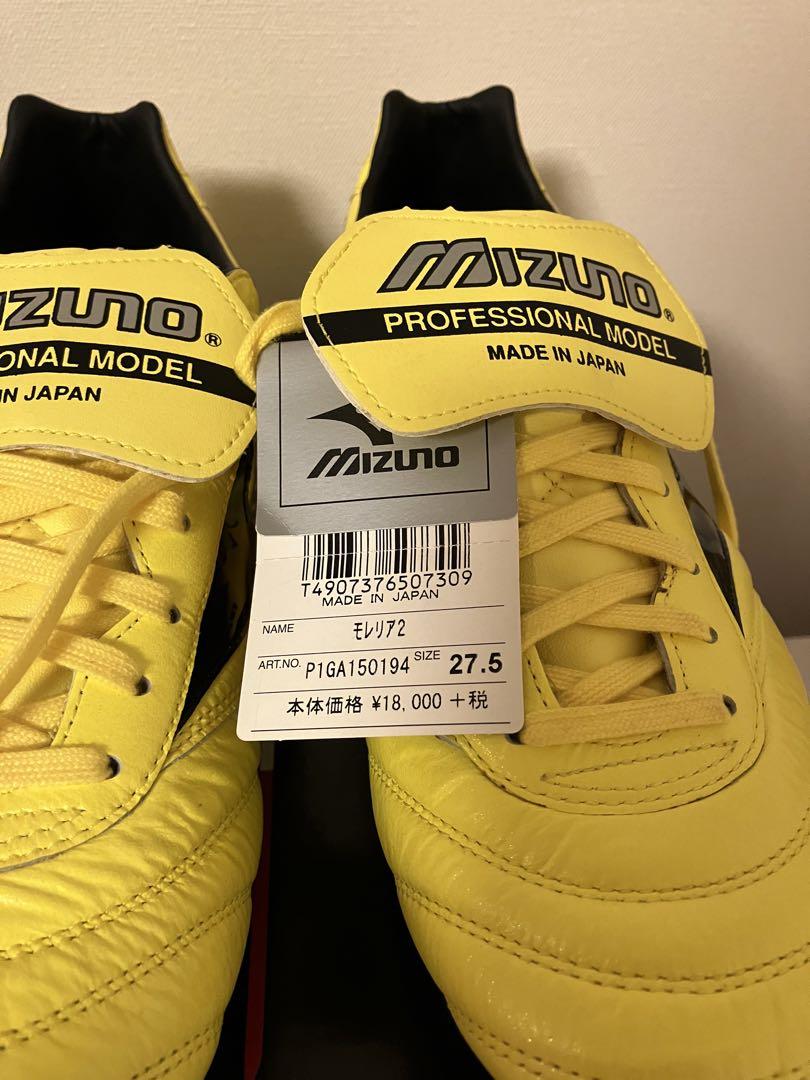 MIZUNO ®
PROFESSIONAL MODEL
MADE IN JAPAN
IZUNO ®
ONAL MODEL
IN JAPAN
MIZUNO
T4907376507309
MADE IN JAPAN
NAME モレリア2
ART.NO. P1GA150194 SIZE 27.5
本体価格 ¥18,000 +税